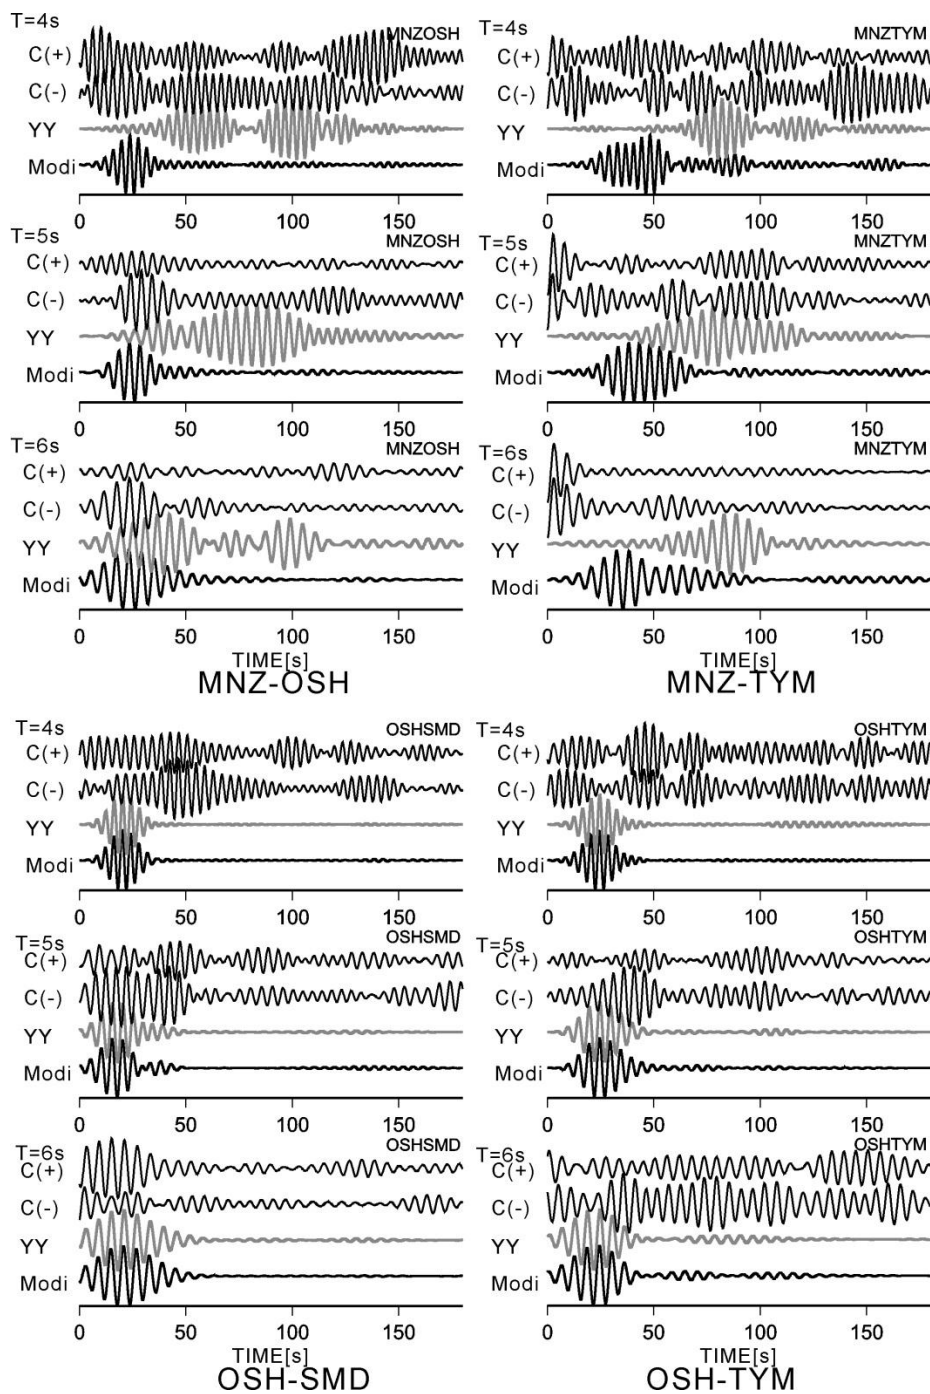 T=4s
MNZOSH
C(+)
C(-)
YY
Modi
0 50 100 150
T=5s
MNZOSH
C(+)
C(-)
YY
Modi
0 50 100 150
T=6s
MNZOSH
C(+)
C(-)
YY
Modi
0 50 100 150
TIME[s]
MNZ-OSH
T=4s
MNZTYM
C(+)
C(-)
YY
Modi
0 50 100 150
T=5s
MNZTYM
C(+)
C(-)
YY
Modi
0 50 100 150
T=6s
MNZTYM
C(+)
C(-)
YY
Modi
0 50 100 150
TIME[s]
MNZ-TYM
T=4s
OSHSMD
C(+)
C(-)
YY
Modi
0 50 100 150
T=5s
OSHSMD
C(+)
C(-)
YY
Modi
0 50 100 150
T=6s
OSHSMD
C(+)
C(-)
YY
Modi
0 50 100 150
TIME[s]
OSH-SMD
T=4s
OSHTYM
C(+)
C(-)
YY
Modi
0 50 100 150
T=5s
OSHTYM
C(+)
C(-)
YY
Modi
0 50 100 150
T=6s
OSHTYM
C(+)
C(-)
YY
Modi
0 50 100 150
TIME[s]
OSH-TYM